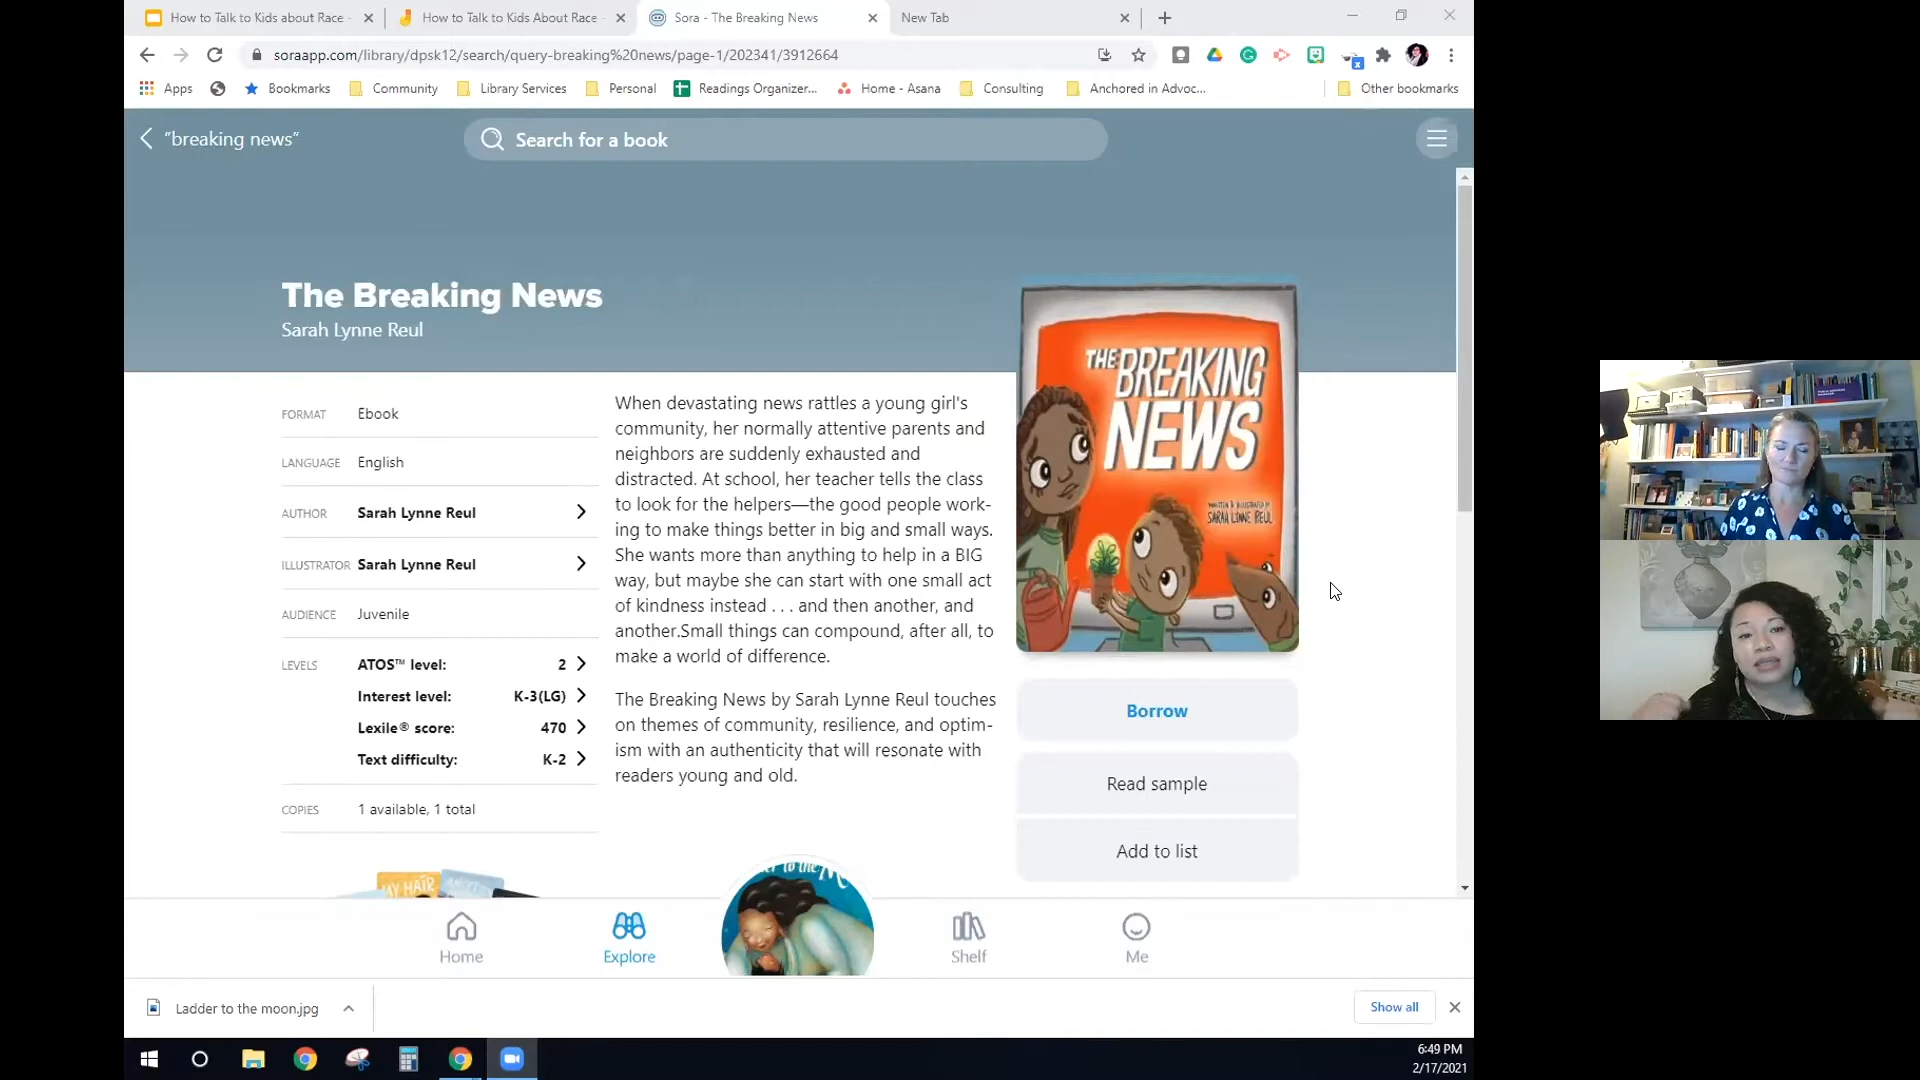 How to Talk to Kids about Race -
How to Talk to Kids About Race -
Sora - The Breaking News
New Tab
soraapp.com/library/dpsk12/search/query-breaking%20news/page-1/202341/3912664
Apps
Bookmarks
Community
Library Services
Personal
Readings Organizer...
Home - Asana
Consulting
Anchored in Advoc...
Other bookmarks
"breaking news"
Search for a book
The Breaking News
Sarah Lynne Reul
FORMAT Ebook
LANGUAGE English
AUTHOR Sarah Lynne Reul
ILLUSTRATOR Sarah Lynne Reul
AUDIENCE Juvenile
LEVELS ATOS™ level: 2
Interest level: K-3(LG)
Lexile® score: 470
Text difficulty: K-2
COPIES 1 available, 1 total
When devastating news rattles a young girl's
community, her normally attentive parents and
neighbors are suddenly exhausted and
distracted. At school, her teacher tells the class
to look for the helpers—the good people work-
ing to make things better in big and small ways.
She wants more than anything to help in a BIG
way, but maybe she can start with one small act
of kindness instead . . . and then another, and
another.Small things can compound, after all, to
make a world of difference.
The Breaking News by Sarah Lynne Reul touches
on themes of community, resilience, and optim-
ism with an authenticity that will resonate with
readers young and old.
THE BREAKING
NEWS
WRITTEN & ILLUSTRATED BY
SARAH LYNNE REUL
Borrow
Read sample
Add to list
MY HAIR
to the M
Home
Explore
Shelf
Me
Ladder to the moon.jpg
Show all
6:49 PM
2/17/2021